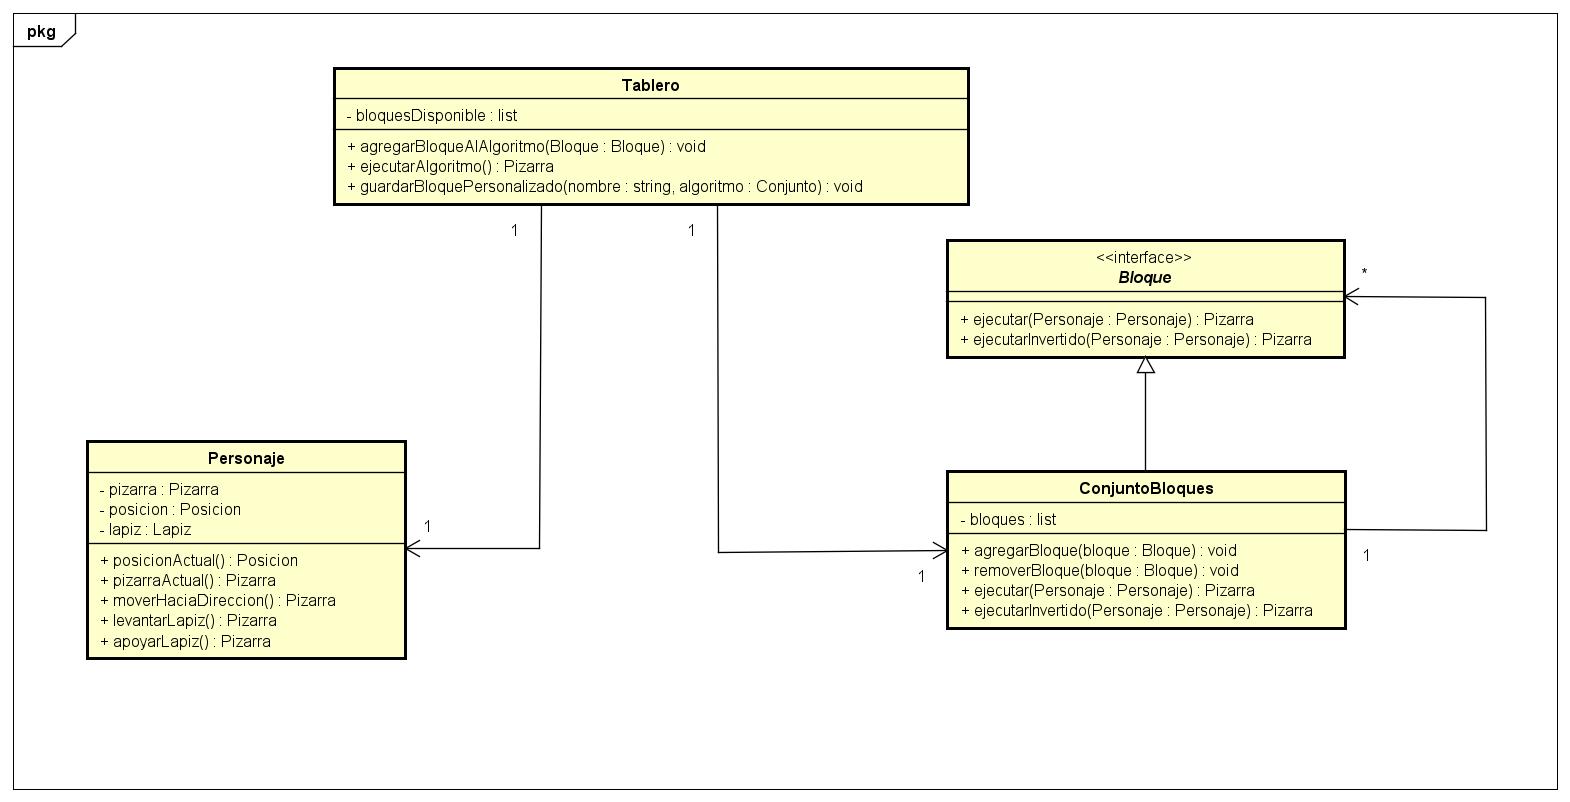 pkg
Tablero
- bloquesDisponible : list
+ agregarBloqueAlAlgoritmo(Bloque : Bloque) : void
+ ejecutarAlgoritmo() : Pizarra
+ guardarBloquePersonalizado(nombre : string, algoritmo : Conjunto) : void
1
1
<<interface>>
Bloque
+ ejecutar(Personaje : Personaje) : Pizarra
+ ejecutarInvertido(Personaje : Personaje) : Pizarra
*
Personaje
- pizarra : Pizarra
- posicion : Posicion
- lapiz : Lapiz
+ posicionActual() : Posicion
+ pizarraActual() : Pizarra
+ moverHaciaDireccion() : Pizarra
+ levantarLapiz() : Pizarra
+ apoyarLapiz() : Pizarra
1
ConjuntoBloques
- bloques : list
+ agregarBloque(bloque : Bloque) : void
+ removerBloque(bloque : Bloque) : void
+ ejecutar(Personaje : Personaje) : Pizarra
+ ejecutarInvertido(Personaje : Personaje) : Pizarra
1
1